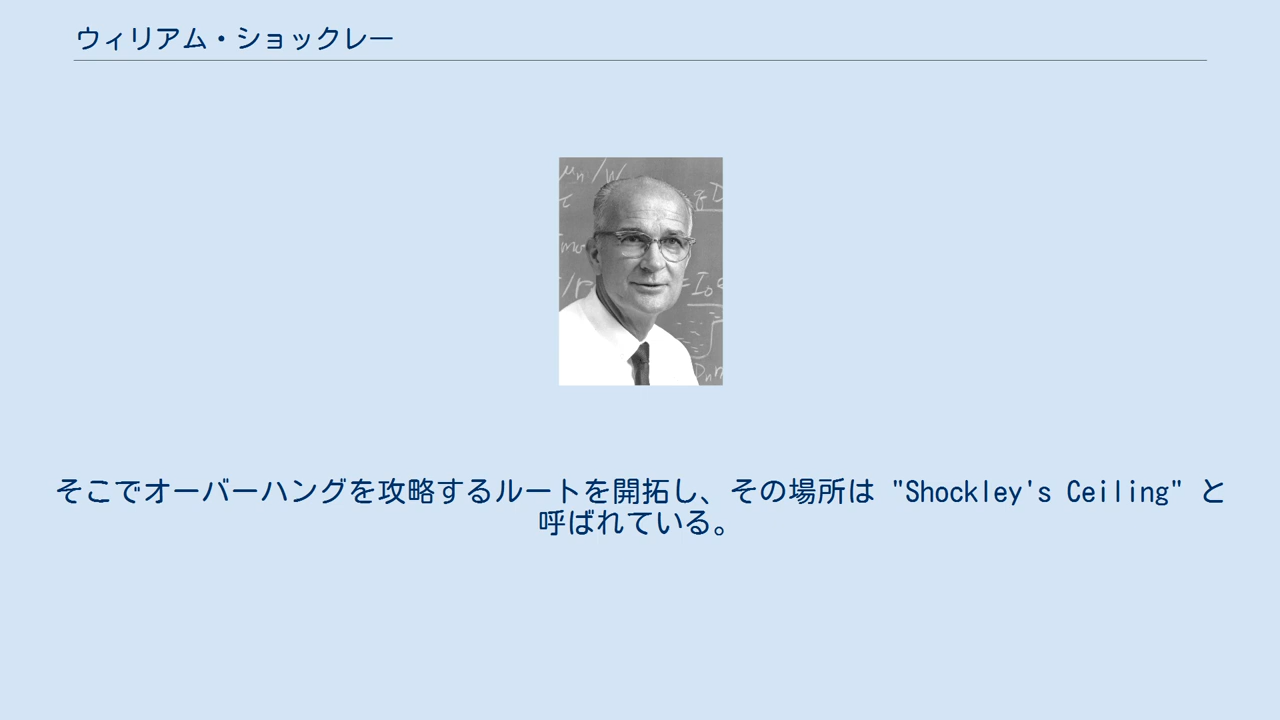 ウィリアム・ショックレー
μn /W
そこでオーバーハングを攻略するルートを開拓し、その場所は "Shockley's Ceiling" と
呼ばれている。